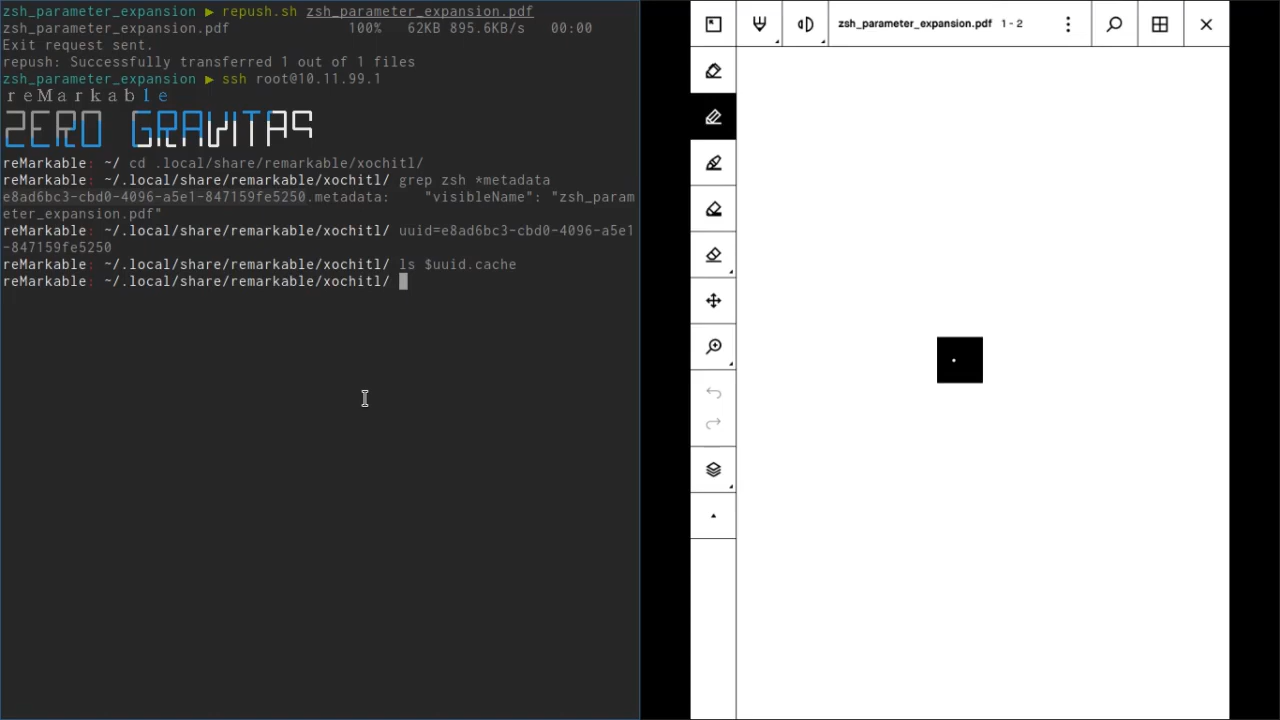 zsh_parameter_expansion ▶ repush.sh zsh_parameter_expansion.pdf
zsh_parameter_expansion.pdf 100% 62KB 895.6KB/s 00:00
Exit request sent.
repush: Successfully transferred 1 out of 1 files
zsh_parameter_expansion ▶ ssh root@10.11.99.1
reMarkable
ZERO GRAVITAS
reMarkable: ~/ cd .local/share/remarkable/xochitl/
reMarkable: ~/.local/share/remarkable/xochitl/ grep zsh *metadata
e8ad6bc3-cbd0-4096-a5e1-847159fe5250.metadata:    "visibleName": "zsh_param
eter_expansion.pdf"
reMarkable: ~/.local/share/remarkable/xochitl/ uuid=e8ad6bc3-cbd0-4096-a5e1
-847159fe5250
reMarkable: ~/.local/share/remarkable/xochitl/ ls $uuid.cache
reMarkable: ~/.local/share/remarkable/xochitl/
zsh_parameter_expansion.pdf 1 - 2